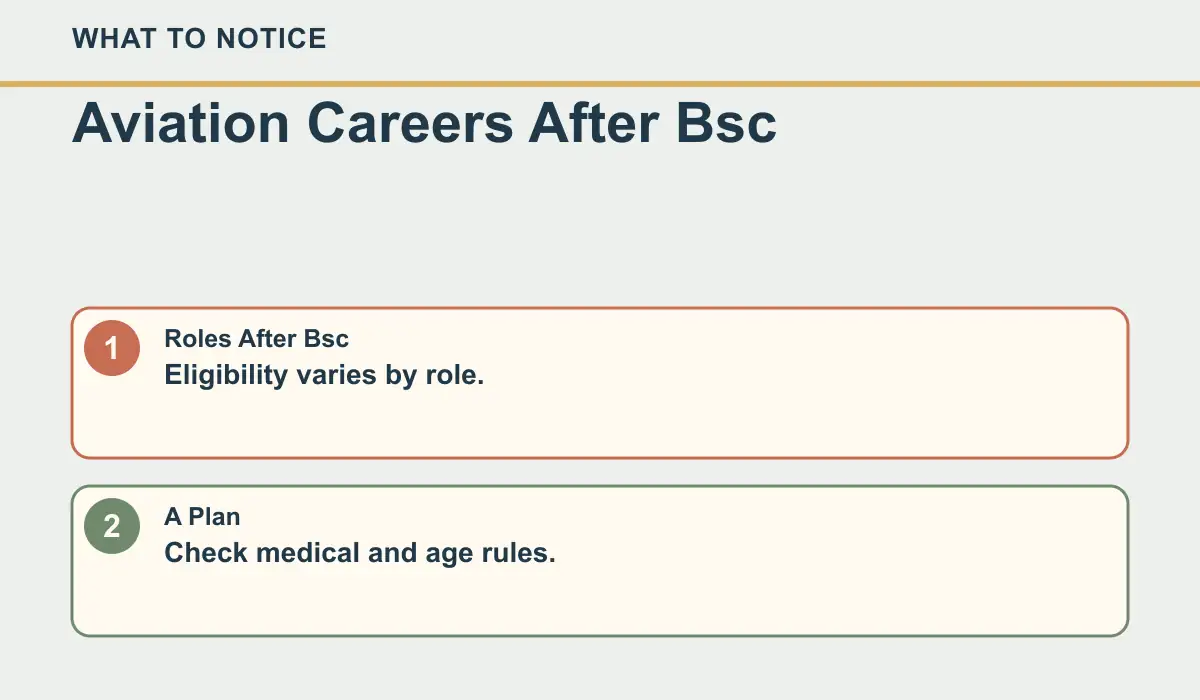 WHAT TO NOTICE
Aviation Careers After Bsc
1
Roles After Bsc
Eligibility varies by role.
2
A Plan
Check medical and age rules.